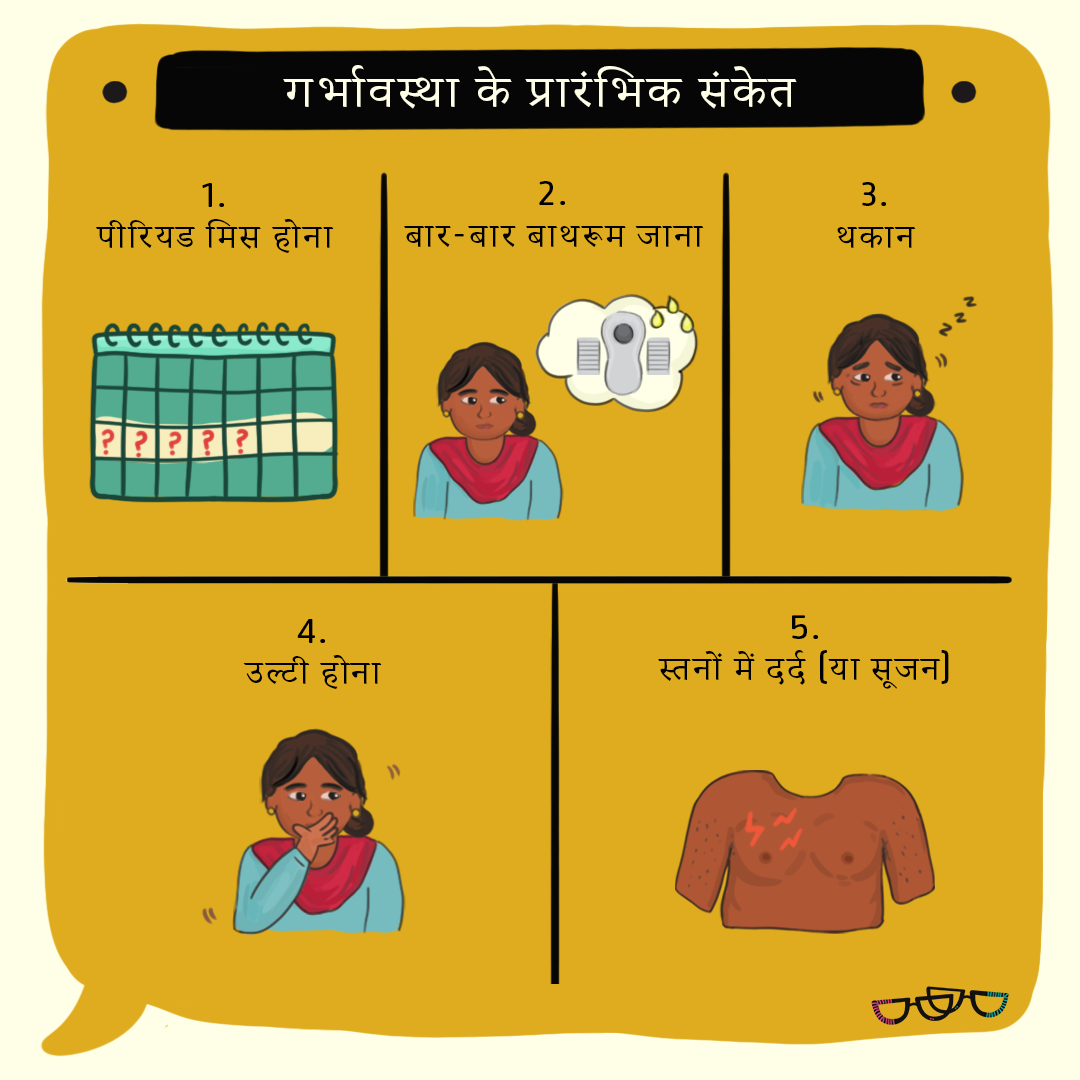 गर्भावस्था के प्रारंभिक संकेत
1.
पीरियड मिस होना
2.
बार-बार बाथरूम जाना
3.
थकान
z z z
? ? ? ? ?
4.
उल्टी होना
5.
स्तनों में दर्द (या सूजन)